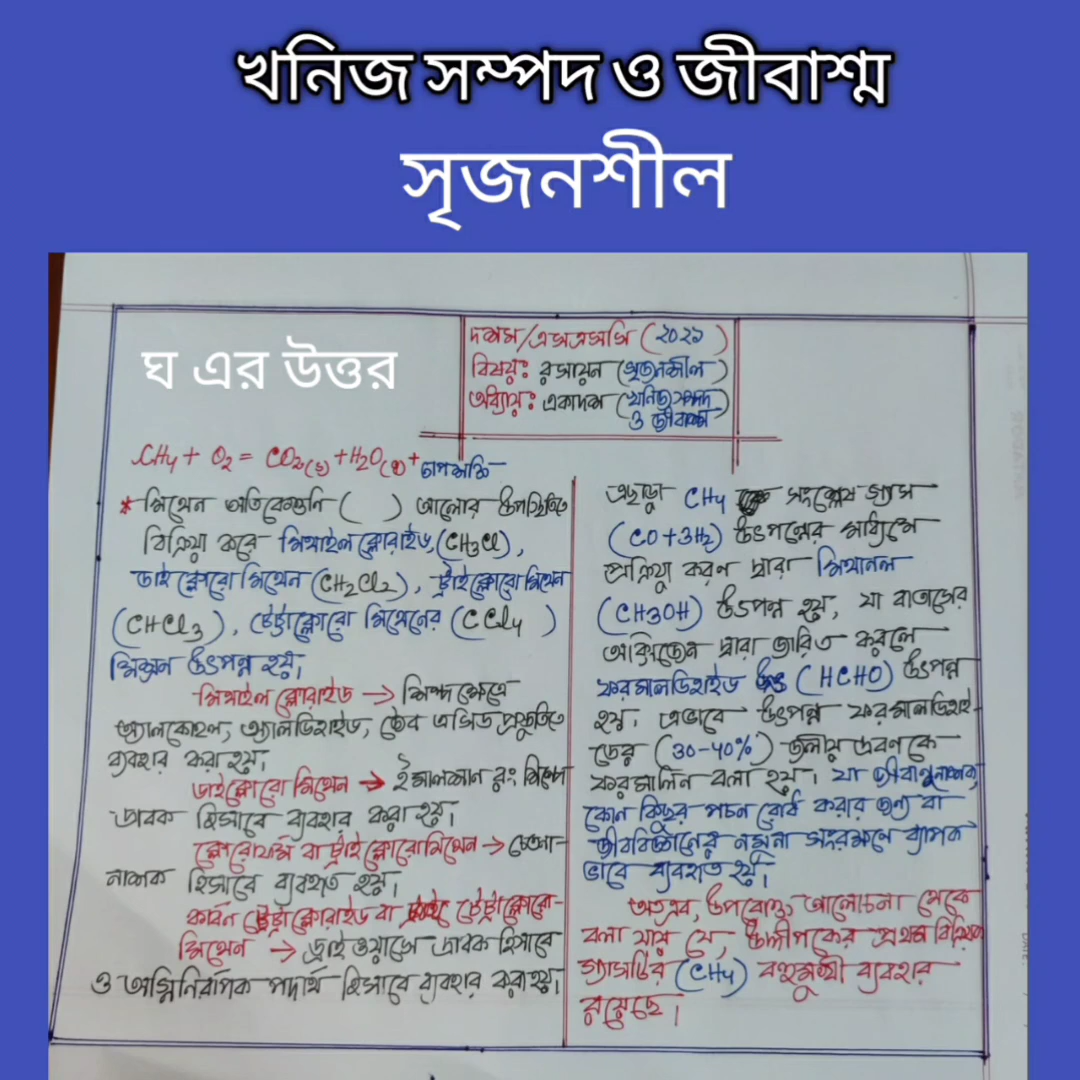 খনিজ সম্পদ ও জীবাশ্ম
সৃজনশীল
ঘ এর উত্তর
দশম/এসএসসি (২০২১)
বিষয়ঃ রসায়ন (সৃজনশীল)
অধ্যায়ঃ একাদশ (খনিজ সম্পদ
ও জীবাশ্ম)
CH4 + O2 = CO2(g) + H2O(g) + তাপশক্তি
* মিথেন অতিবেগুনি ( ) আলোর উপস্থিতিতে
বিক্রিয়া করে মিথাইল ক্লোরাইড, (CH3Cl),
ডাই ক্লোরো মিথেন (CH2Cl2), ট্রাইক্লোরো মিথেন
(CHCl3), টেট্রাক্লোরো মিথেনের (CCl4 )
মিশ্রন উৎপন্ন হয়।
মিথাইল ক্লোরাইড → শিল্পক্ষেত্রে
অ্যালকোহল, অ্যালডিহাইড, জৈব এসিড প্রস্তুতিতে
ব্যবহার করা হয়।
ডাইক্লোরো মিথেন → ইমালশান রং শিল্পে
দ্রাবক হিসাবে ব্যবহার করা হয়।
ক্লোরোফর্ম বা ট্রাইক্লোরোমিথেন → চেতনা-
নাশক হিসাবে ব্যবহৃত হয়।
কার্বন টেট্রাক্লোরাইড বা টেট্রাক্লোরো-
মিথেন → ড্রাই ওয়াশে দ্রাবক হিসাবে
ও অগ্নিনির্বাপক পদার্থ হিসাবে ব্যবহার করা হয়।
এছাড়া CH4 সংশ্লেষ গ্যাস
(CO+3H2) উৎপন্নের মাধ্যমে
প্রক্রিয়া করণ দ্বারা মিথানল
(CH3OH) উৎপন্ন হয়, যা বাতাসের
অক্সিজেন দ্বারা জারিত করলে
ফরমালডিহাইড (HCHO) উৎপন্ন
হয়। এভাবে উৎপন্ন ফরমালডিহাই-
ডের (30-40%) জলীয় দ্রবণকে
ফরমালিন বলা হয়। যা জীবাণুনাশক,
কোন কিছুর পচন রোধ করার জন্য বা
জীববিজ্ঞানের নমুনা সংরক্ষণে ব্যাপক
ভাবে ব্যবহৃত হয়।
অতএব, উপরোক্ত আলোচনা থেকে
বলা যায় যে, উদ্দীপকের প্রথম বিক্রিয়ার
গ্যাসটির (CH4) বহুমুখী ব্যবহার
রয়েছে।